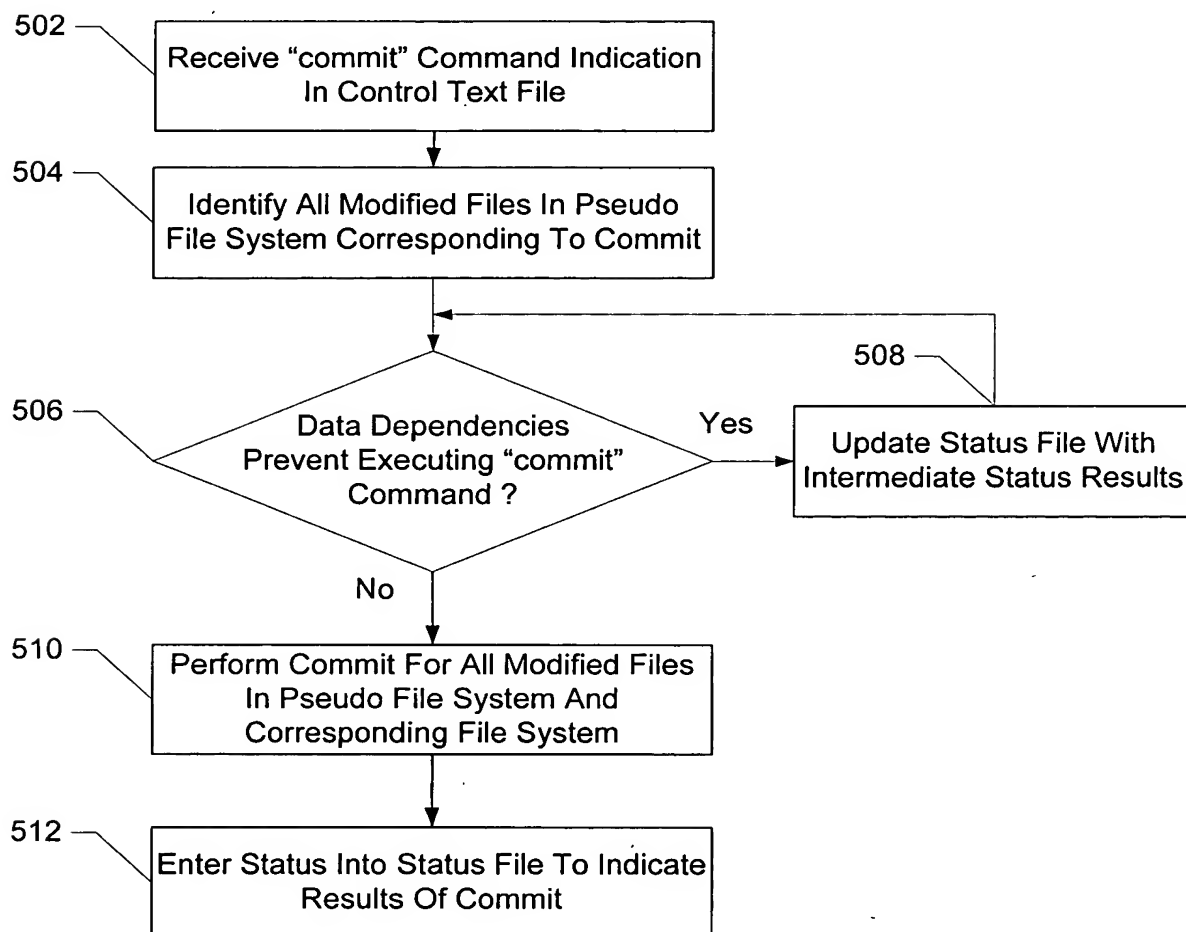 502
Receive “commit” Command Indication
In Control Text File
504
Identify All Modified Files In Pseudo
File System Corresponding To Commit
508
506
Data Dependencies
Prevent Executing “commit”
Command ?
Yes
Update Status File With
Intermediate Status Results
No
510
Perform Commit For All Modified Files
In Pseudo File System And
Corresponding File System
512
Enter Status Into Status File To Indicate
Results Of Commit